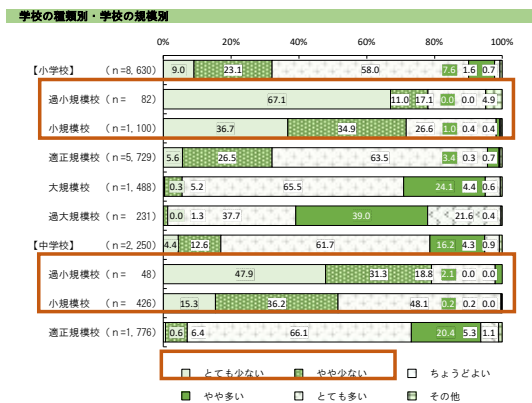 学校の種類別・学校の規模別
0% 20% 40% 60% 80% 100%
【小学校】 （n=8,630） 9.0 23.1 58.0 7.6 1.6 0.7
過小規模校（n= 82） 67.1 11.0 17.1 0.0 0.0 4.9
小規模校（n=1,100） 36.7 34.9 26.6 1.0 0.4 0.4
適正規模校（n=5,729） 5.6 26.5 63.5 3.4 0.3 0.7
大規模校（n=1,488） 0.3 5.2 65.5 24.1 4.4 0.6
過大規模校（n= 231） 0.0 1.3 37.7 39.0 21.6 0.4
【中学校】 （n=2,250） 4.4 12.6 61.7 16.2 4.3 0.9
過小規模校（n= 48） 47.9 31.3 18.8 2.1 0.0 0.0
小規模校（n= 426） 15.3 36.2 48.1 0.2 0.2 0.0
適正規模校（n=1,776） 0.6 6.4 66.1 20.4 5.3 1.1
とても少ない やや少ない ちょうどよい
やや多い とても多い その他